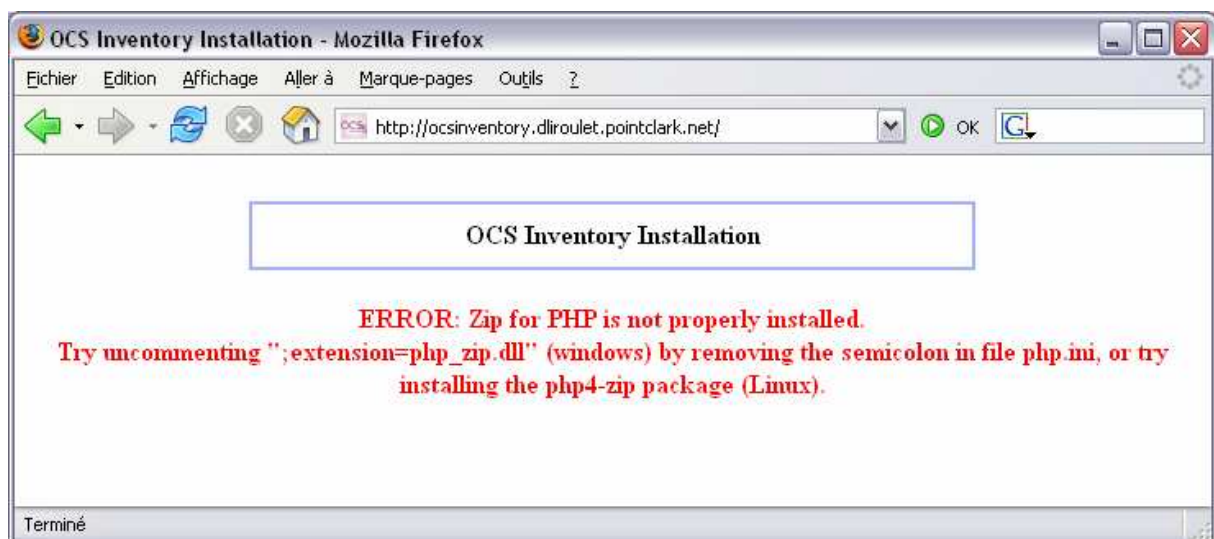 OCS Inventory Installation - Mozilla Firefox
Fichier Edition Affichage Aller à Marque-pages Outils ?
OCS http://ocsinventory.dliroulet.pointclark.net/ OK G
OCS Inventory Installation
ERROR: Zip for PHP is not properly installed.
Try uncommenting ";extension=php_zip.dll" (windows) by removing the semicolon in file php.ini, or try
installing the php4-zip package (Linux).
Terminé